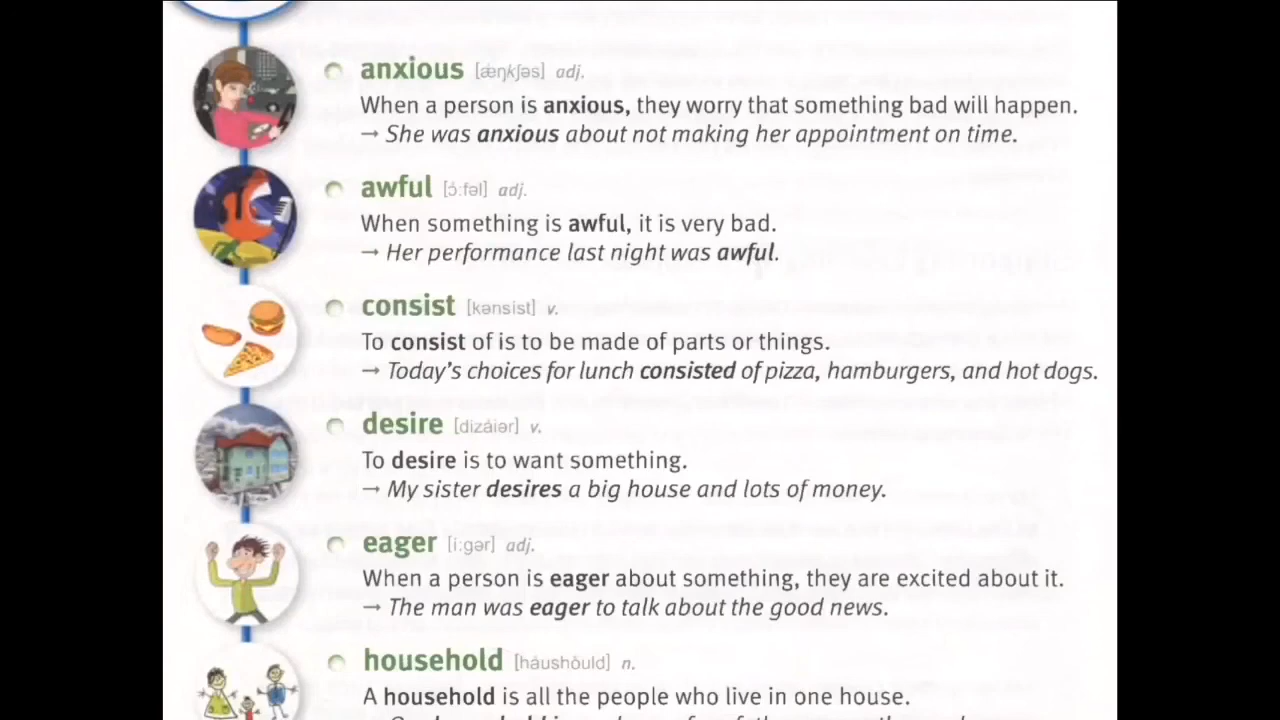 anxious [ǽŋkʃəs] adj.
When a person is anxious, they worry that something bad will happen.
→ She was anxious about not making her appointment on time.
awful [ɔ́:fəl] adj.
When something is awful, it is very bad.
→ Her performance last night was awful.
consist [kənsist] v.
To consist of is to be made of parts or things.
→ Today's choices for lunch consisted of pizza, hamburgers, and hot dogs.
desire [dizáiər] v.
To desire is to want something.
→ My sister desires a big house and lots of money.
eager [i:gər] adj.
When a person is eager about something, they are excited about it.
→ The man was eager to talk about the good news.
household [háushòuld] n.
A household is all the people who live in one house.